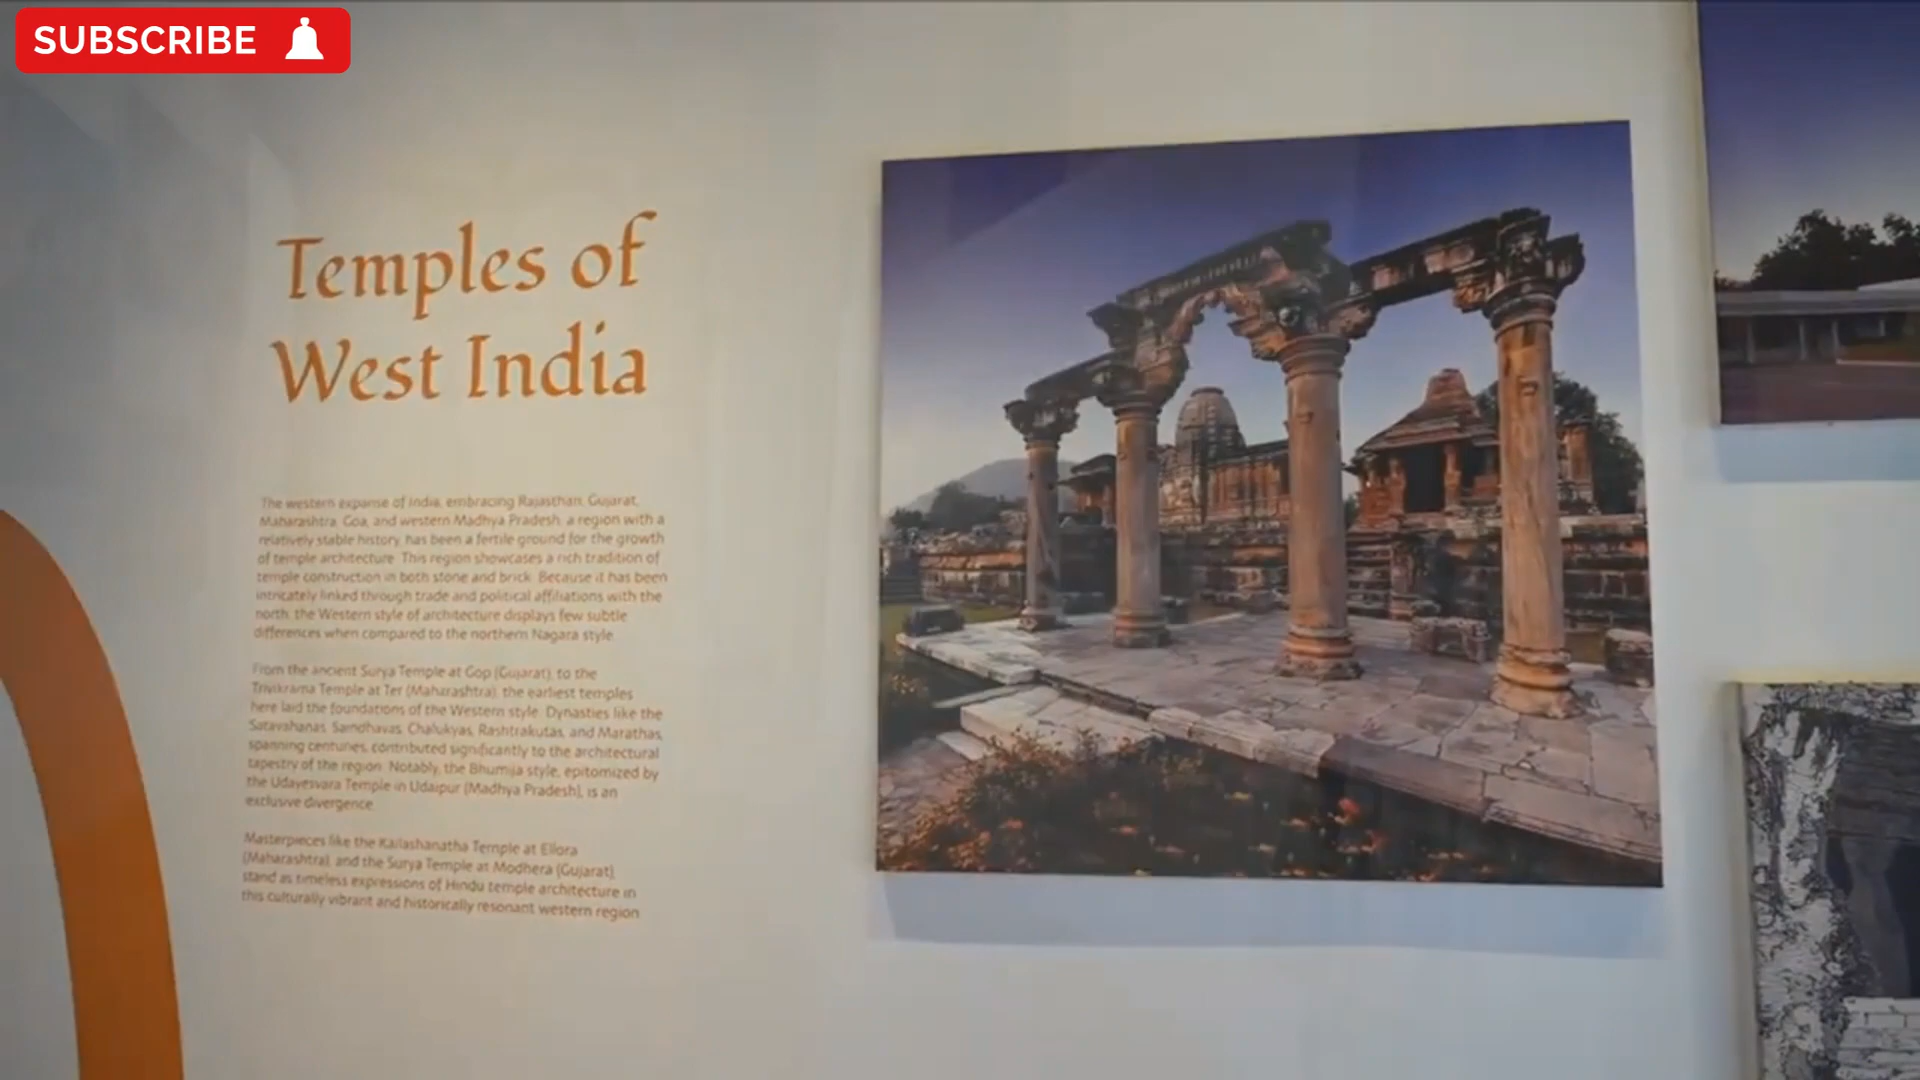 SUBSCRIBE
Temples of
West India
The western expanse of India, embracing Rajasthan, Gujarat,
Maharashtra, Goa, and western Madhya Pradesh, a region with a
relatively stable history, has been a fertile ground for the growth
of temple architecture. This region showcases a rich tradition of
temple construction in both stone and brick. Because it has been
intricately linked through trade and political affiliations with the
north, the Western style of architecture displays few subtle
differences when compared to the northern Nagara style.
From the ancient Surya Temple at Gop (Gujarat), to the
Trivikrama Temple at Ter (Maharashtra), the earliest temples
here laid the foundations of the Western style. Dynasties like the
Satavahanas, Saindhavas, Chalukyas, Rashtrakutas, and Marathas,
spanning centuries, contributed significantly to the architectural
tapestry of the region. Notably, the Bhumija style, epitomized by
the Udayesvara Temple in Udaipur (Madhya Pradesh), is an
exclusive divergence.
Masterpieces like the Kailashanatha Temple at Ellora
(Maharashtra), and the Surya Temple at Modhera (Gujarat),
stand as timeless expressions of Hindu temple architecture in
this culturally vibrant and historically resonant western region.